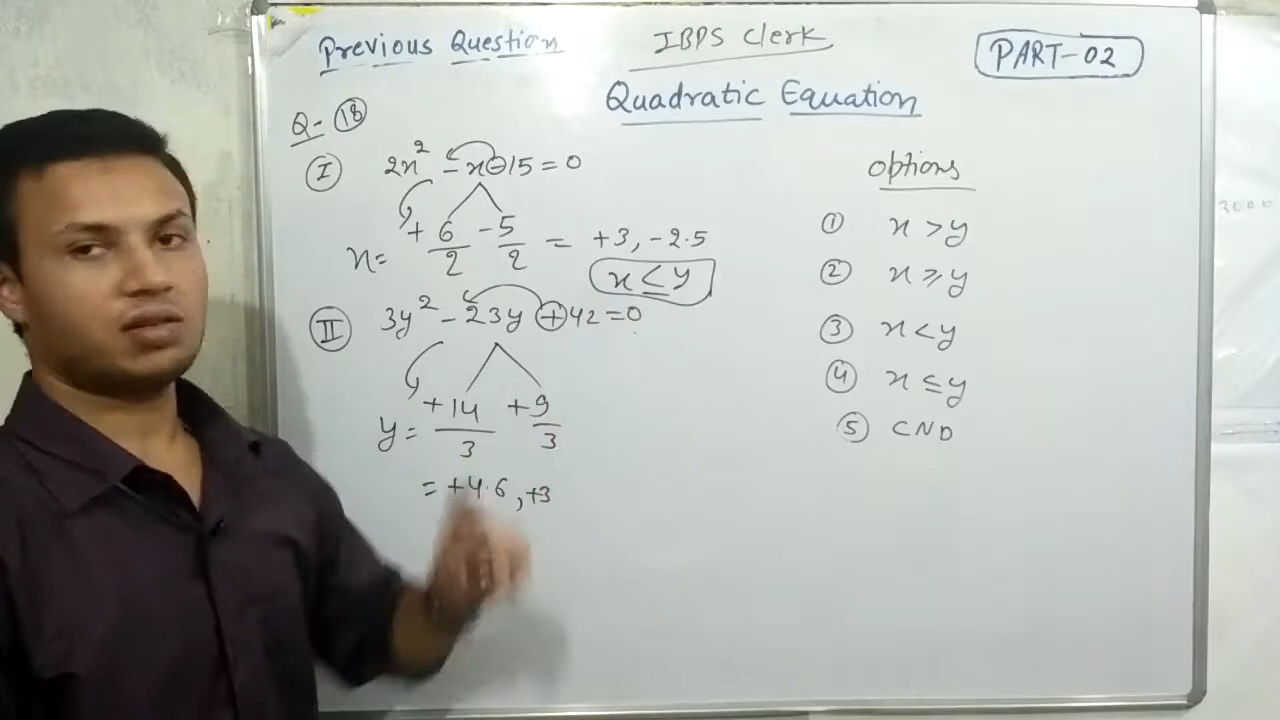 Previous Question
IBPS Clerk
PART-02
Quadratic Equation
Q-18
I 2x² - x - 15 = 0
+6/2 -5/2
x= = +3, -2.5
x ≤ y
II 3y² - 23y + 42 = 0
y= +14/3 +9/3
= +4.6, +3
options
1 x > y
2 x ≥ y
3 x < y
4 x ≤ y
5 CND